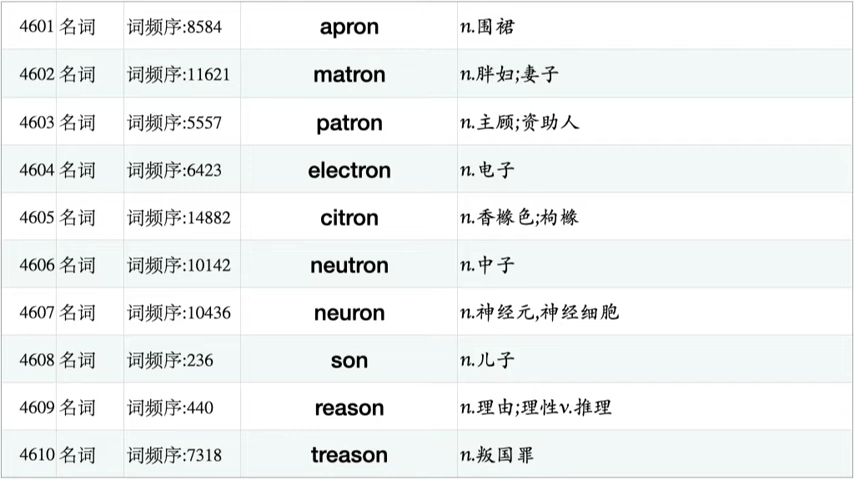 4601 名词 词频序:8584 apron n.围裙
4602 名词 词频序:11621 matron n.胖妇;妻子
4603 名词 词频序:5557 patron n.主顾;资助人
4604 名词 词频序:6423 electron n.电子
4605 名词 词频序:14882 citron n.香橼色;枸橼
4606 名词 词频序:10142 neutron n.中子
4607 名词 词频序:10436 neuron n.神经元,神经细胞
4608 名词 词频序:236 son n.儿子
4609 名词 词频序:440 reason n.理由;理性v.推理
4610 名词 词频序:7318 treason n.叛国罪